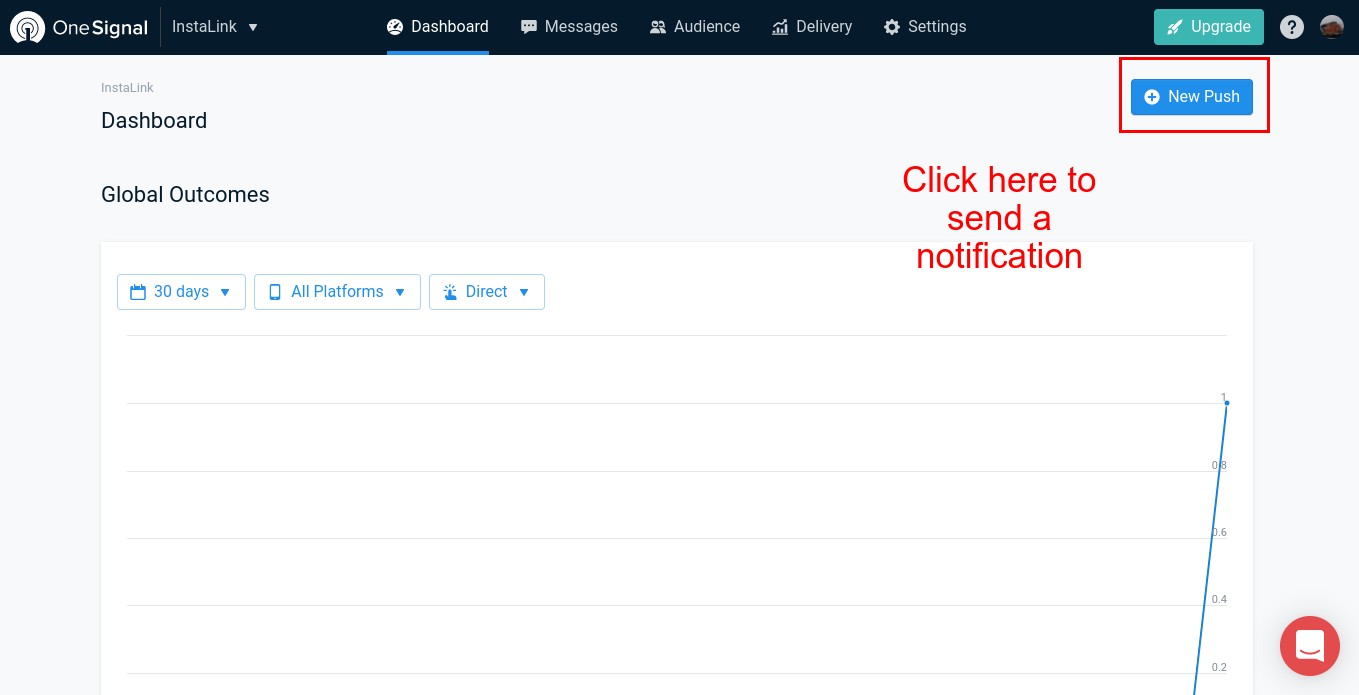 OneSignal InstaLink Dashboard Messages Audience Delivery Settings Upgrade ?
InstaLink
New Push
Dashboard
Click here to
send a
notification
Global Outcomes
30 days All Platforms Direct
1
0.8
0.6
0.4
0.2